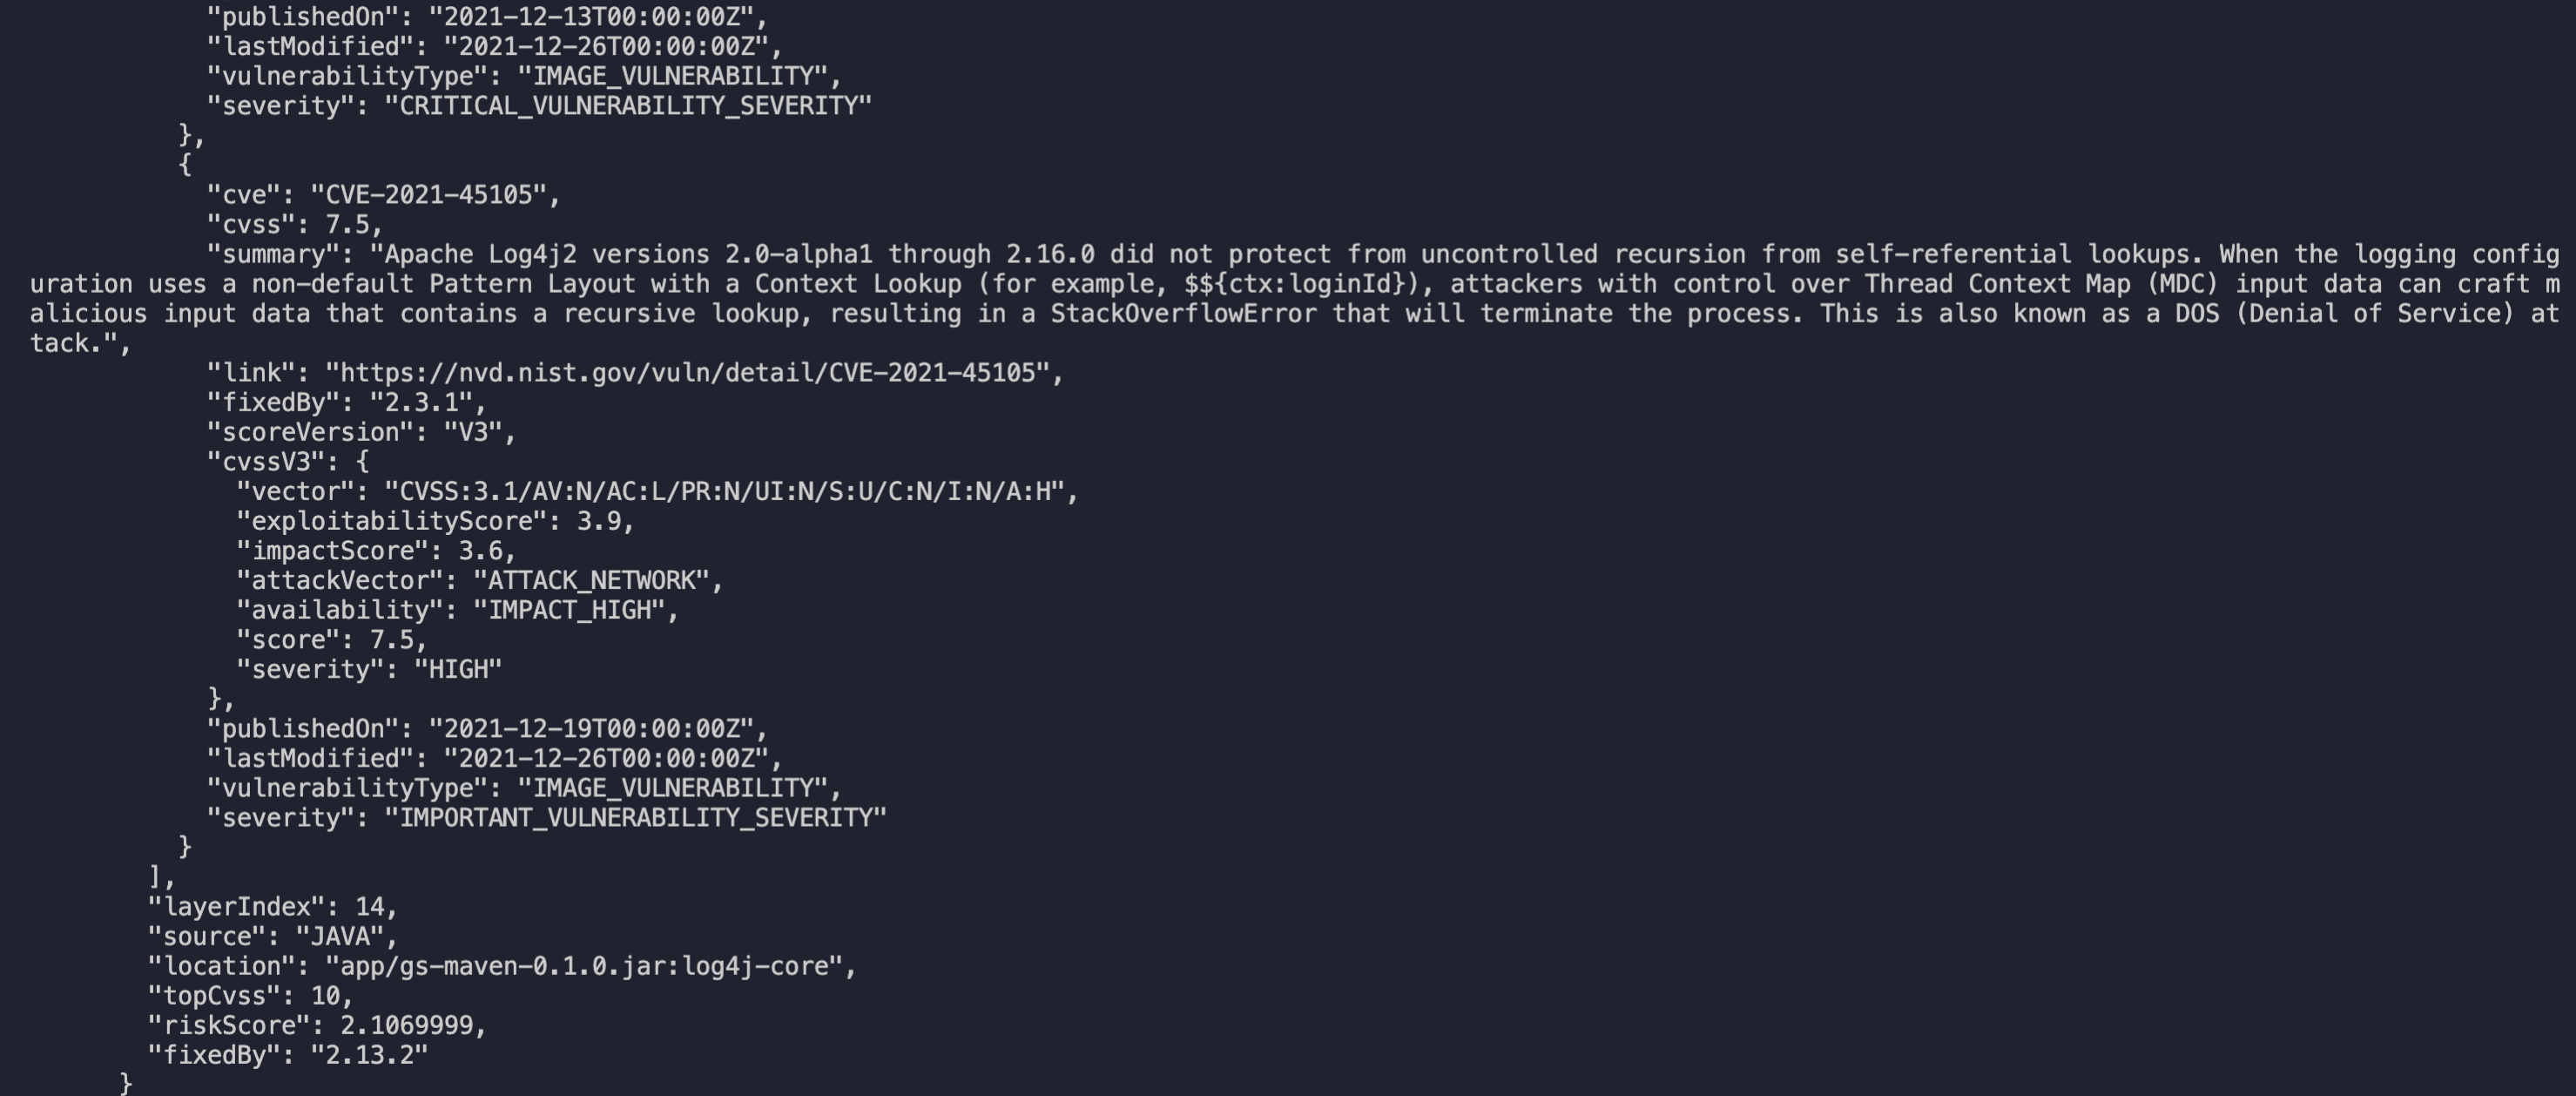 "publishedOn": "2021-12-13T00:00:00Z",
"lastModified": "2021-12-26T00:00:00Z",
"vulnerabilityType": "IMAGE_VULNERABILITY",
"severity": "CRITICAL_VULNERABILITY_SEVERITY"
},
{
"cve": "CVE-2021-45105",
"cvss": 7.5,
"summary": "Apache Log4j2 versions 2.0-alpha1 through 2.16.0 did not protect from uncontrolled recursion from self-referential lookups. When the logging config
uration uses a non-default Pattern Layout with a Context Lookup (for example, $${ctx:loginId}), attackers with control over Thread Context Map (MDC) input data can craft m
alicious input data that contains a recursive lookup, resulting in a StackOverflowError that will terminate the process. This is also known as a DOS (Denial of Service) at
tack.",
"link": "https://nvd.nist.gov/vuln/detail/CVE-2021-45105",
"fixedBy": "2.3.1",
"scoreVersion": "V3",
"cvssV3": {
"vector": "CVSS:3.1/AV:N/AC:L/PR:N/UI:N/S:U/C:N/I:N/A:H",
"exploitabilityScore": 3.9,
"impactScore": 3.6,
"attackVector": "ATTACK_NETWORK",
"availability": "IMPACT_HIGH",
"score": 7.5,
"severity": "HIGH"
},
"publishedOn": "2021-12-19T00:00:00Z",
"lastModified": "2021-12-26T00:00:00Z",
"vulnerabilityType": "IMAGE_VULNERABILITY",
"severity": "IMPORTANT_VULNERABILITY_SEVERITY"
}
],
"layerIndex": 14,
"source": "JAVA",
"location": "app/gs-maven-0.1.0.jar:log4j-core",
"topCvss": 10,
"riskScore": 2.1069999,
"fixedBy": "2.13.2"
}